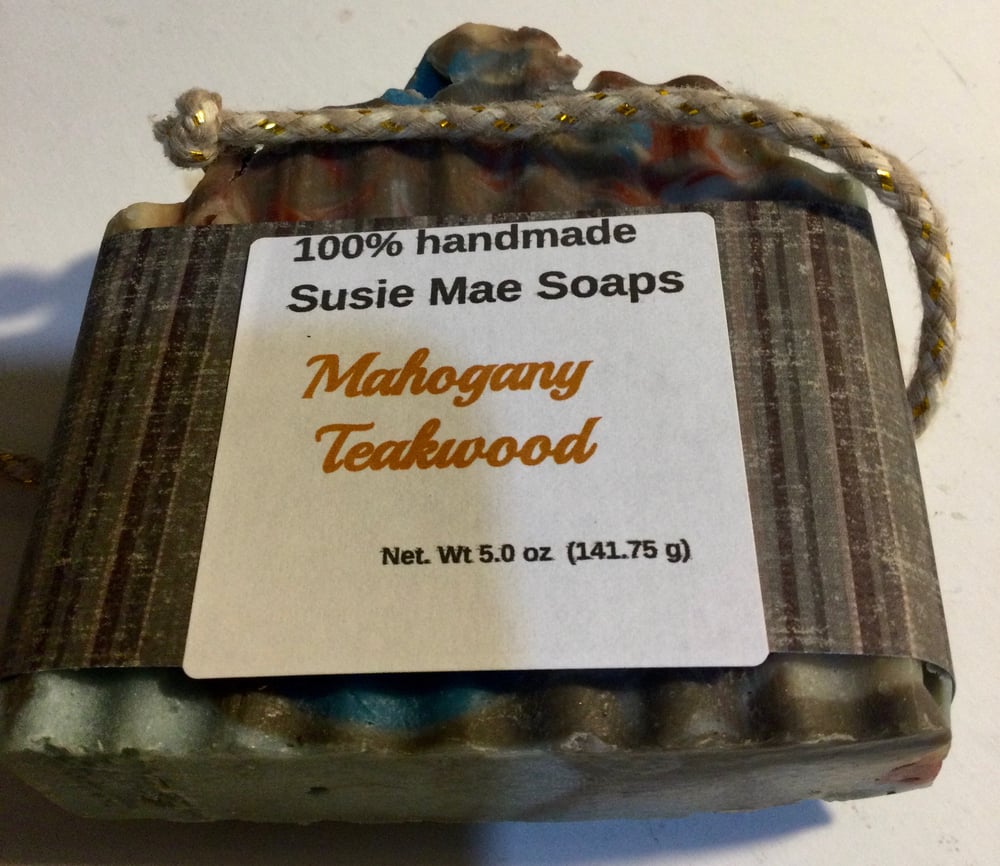 100% handmade
Susie Mae Soaps
Mahogany
Teakwood
Net. Wt 5.0 oz (141.75 g)